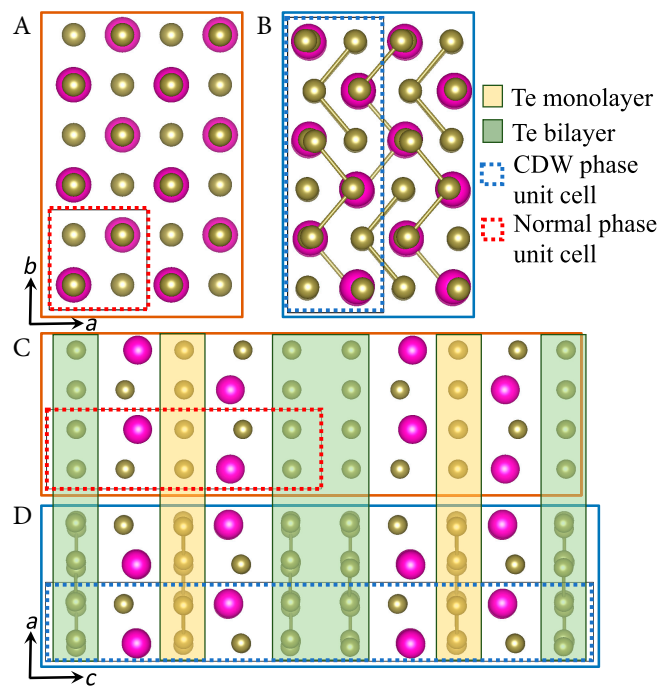 A
B
Te monolayer
Te bilayer
CDW phase
unit cell
Normal phase
unit cell
b
a
C
D
a
c